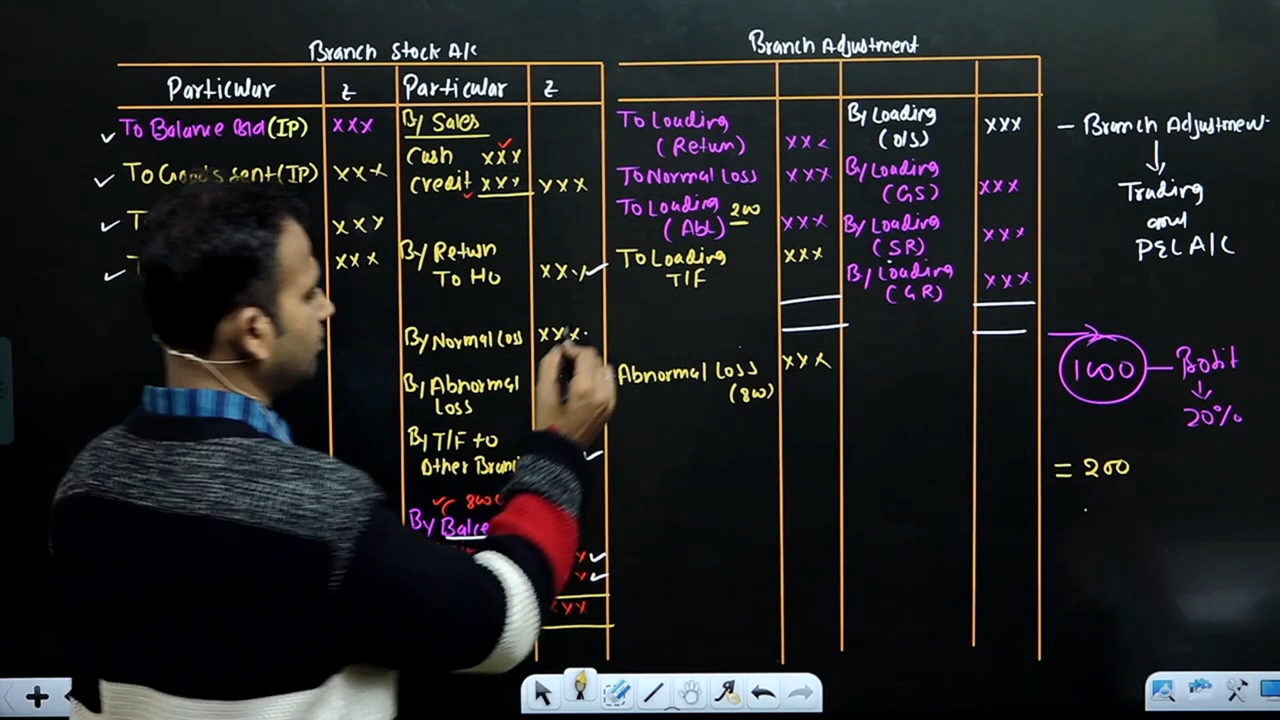 Branch Stock A/c
Particular
₹
Particular
₹
To Balance Bd (IP)
xxx
To Goods sent (IP)
xxx
xxx
xxx
By Sales
Cash xxx
Credit xxx
xxx
By Return
To HO
xxx
By Normal Loss
xxx
By Abnormal
Loss
By T/F to
Other
800
By
Branch Adjustment
To Loading
(Return)
xxx
To Normal Loss
xxx
To Loading
(Abl) 200
xxx
To Loading
T/F
xxx
Abnormal Loss
(800)
xxx
By Loading
(O/S)
xxx
By Loading
(GS)
xxx
By Loading
(SR)
xxx
By Loading
(GR)
xxx
- Branch Adjustment
Trading
and
P&L A/C
1000
20%
= 200